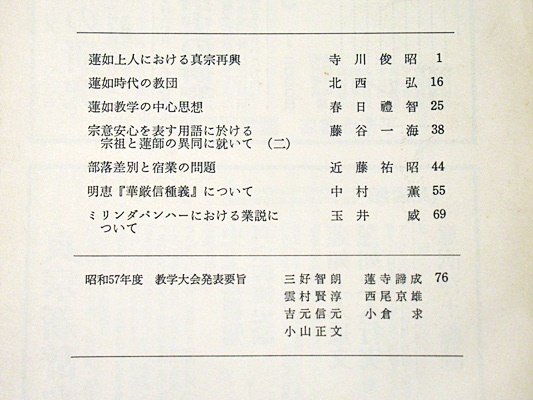 蓮如上人における真宗再興 寺川俊昭 1
蓮如時代の教団 北西弘 16
蓮如教学の中心思想 春日禮智 25
宗意安心を表す用語に於ける 藤谷一海 38
宗祖と蓮師の異同に就いて (二)
部落差別と宿業の問題 近藤祐昭 44
明恵『華厳信種義』について 中村薫 55
ミリンダパンハーにおける業説に 玉井威 69
ついて
昭和57年度 教学大会発表要旨 三好智朗 蓮寺諦成 76
雲村賢淳 西尾京雄
吉元信元 小倉求
小山正文